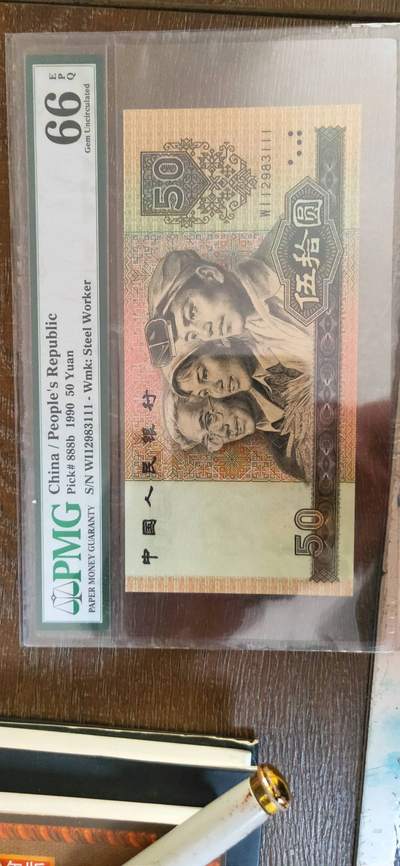 PMG
PAPER MONEY GUARANTY
China / People's Republic
Pick# 888b 1990 50 Yuan
S/N WI12983111 - Wmk: Steel Worker
66
EPQ
Gem Uncirculated
中国人民银行
50
WI12983111
伍拾圆
50